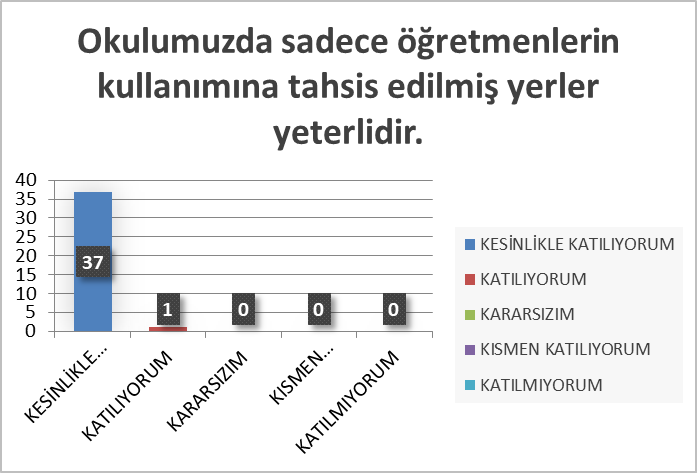 Okulumuzda sadece öğretmenlerin
kullanımına tahsis edilmiş yerler
yeterlidir.
40
35
30
25
20
15
10
5
0
37
1
0
0
0
KESİNLİKLE...
KATILIYORUM
KARARSIZIM
KISMEN...
KATILMIYORUM
KESİNLİKLE KATILIYORUM
KATILIYORUM
KARARSIZIM
KISMEN KATILIYORUM
KATILMIYORUM